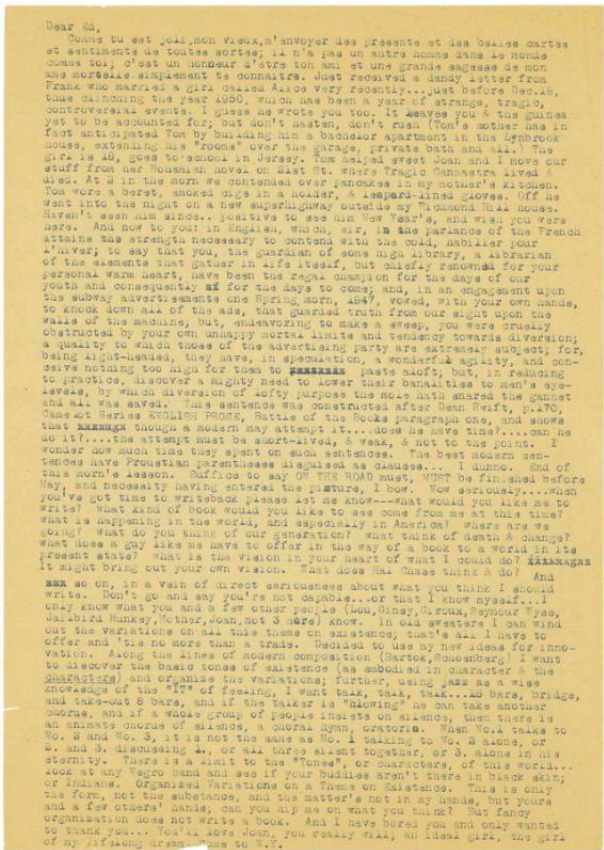 Dear Ed,
Comme tu est joli,mon vieux,m'envoyer des presents et des belles cartes
et sentiments de toutes sortes; il n'a pas un autre homme dans le monde
comme toi; c'est un honneur d'etre ton ami et une grande sagesse de mon
ame mortelle simplement te connaitre. Just received a dandy letter from
Frank who married a girl called Alice very recently...just before Dec.15,
thus clinching the year 1950, which has been a year of strange, tragic,
controversial events. I guess he wrote you too. It leaves you & the guinea
yet to be accounted for; but don't hasten, don't rush (Tom's mother has in
fact anticipated Tom by building him a bachelor apartment in the Lynbrook
house, extending his "rooms" over the garage, private bath and all.) The
girl is 18, goes to school in Jersey. Tom helped sweet Joan and I move our
stuff from her Bohemian novel on 21st St. where Tragic Cannastra lived &
died. At 2 in the morn we contended over pancakes in my mother's kitchen.
Tom wore a beret, smoked cigs in a holder, & leopard-lined gloves. Off he
went into the night on a new superhighway outside my Richmond Hill house.
Haven't seen him since.. positive to see him New Year's, and wish you were
here. And now to you: in English, which, sir, in the parlance of the French
attains the strength necessary to contend with the cold, habiller pour
l'hiver; to say that you, the guardian of some high library, a librarian
of the elements that gather in life itself, but chiefly renowned for your
personal warm heart, have been the regal champion for the days of our
youth and consequently for the days to come; and, in an engagement upon
the subway advertisements one Spring morn, 1947, vowed, with your own hands,
to knock down all of the ads, that guarded truth from our sight upon the
walls of the machine; but, endeavoring to make a sweep, you were cruelly
obstructed by your own unhappy mortal limits and tendency towards diversion;
a quality to which those of the advertising party are extremely subject; for,
being light-headed, they have, in speculation, a wonderful agility, and con-
ceive nothing too high for them to paste aloft; but, in reducing
to practice, discover a mighty need to lower their banalities to men's eye-
levels, by which diversion of lofty purpose the mole hath snared the gannet
and all was saved. This sentence was constructed after Dean Swift, p.170,
Camelot Series ENGLISH PROSE, Battle of the Books paragraph one, and shows
that though a modern may attempt it....does he have time?....can he
do it?....the attempt must be short-lived, & weak, & not to the point. I
wonder how much time they spent on such sentences. The best modern sen-
tences have Proustian parentheses disguised as clauses... I dunno. End of
this morn's lesson. Suffice to say ON THE ROAD must, MUST be finished before
May, and necessity having entered the picture, I bow. Now seriously....when
you've got time to writeback please let me know---what would you like me to
write? what kind of book would you like to see come from me at this time?
what is happening in the world, and especially in America? where are we
going? what do you think of our generation? what think of death & change?
what does a guy like me have to offer in the way of a book to a world in its
present state? what is the vision in your heart of what I could do?
It might bring out your own vision. What does Hal Chase think & do? And
so on, in a vein of direct seriousness about what you think I should
write. Don't go and say you're not capable...or that I know myself...I
only know what you and a few other people (Lou,Ginsy,Giroux,Seymour Wyse,
Jailbird Hunkey,Mother,Joan,not 3 more) know. In old sweaters I can wind
out the variations on all this theme on existence; that's all I have to
offer and 'tis no more than a trade. Decided to use my new ideas for inno-
vation. Along the lines of modern composition (Bartok,Schoenberg) I want
to discover the basic tones of existence (as embodied in character & the
characters) and organize the variations; further, using jazz as a wise
knowledge of the "IT" of feeling, I want talk, talk, talk...18 bars, bridge,
and take-out 8 bars, and if the talker is "blowing" he can take another
chorus, and if a whole group of people insists on silence, then there is
an animate chorus of silence, a choral hymn, oratorio. When No.1 talks to
No. 2 and No. 3, it is not the same as No. 1 talking to No. 2 alone, or
2. and 3. discussing 1., or all three silent together, or 3. alone in his
eternity. There is a limit to the "Tones", or characters, of this world...
look at any Negro band and see if your buddies aren't there in black skin;
or Indians. Organized Variations on a Theme on Existence. This is only
the form, not the substance, and the matter's not in my hands, but yours
and a few others' hands; can you hip me on what you think? But fancy
organization does not write a book. And I have bored you and only wanted
to thank you... You'll love Joan, you really will; an ideal girl, the girl
of my lifelong dreams come to N.Y.